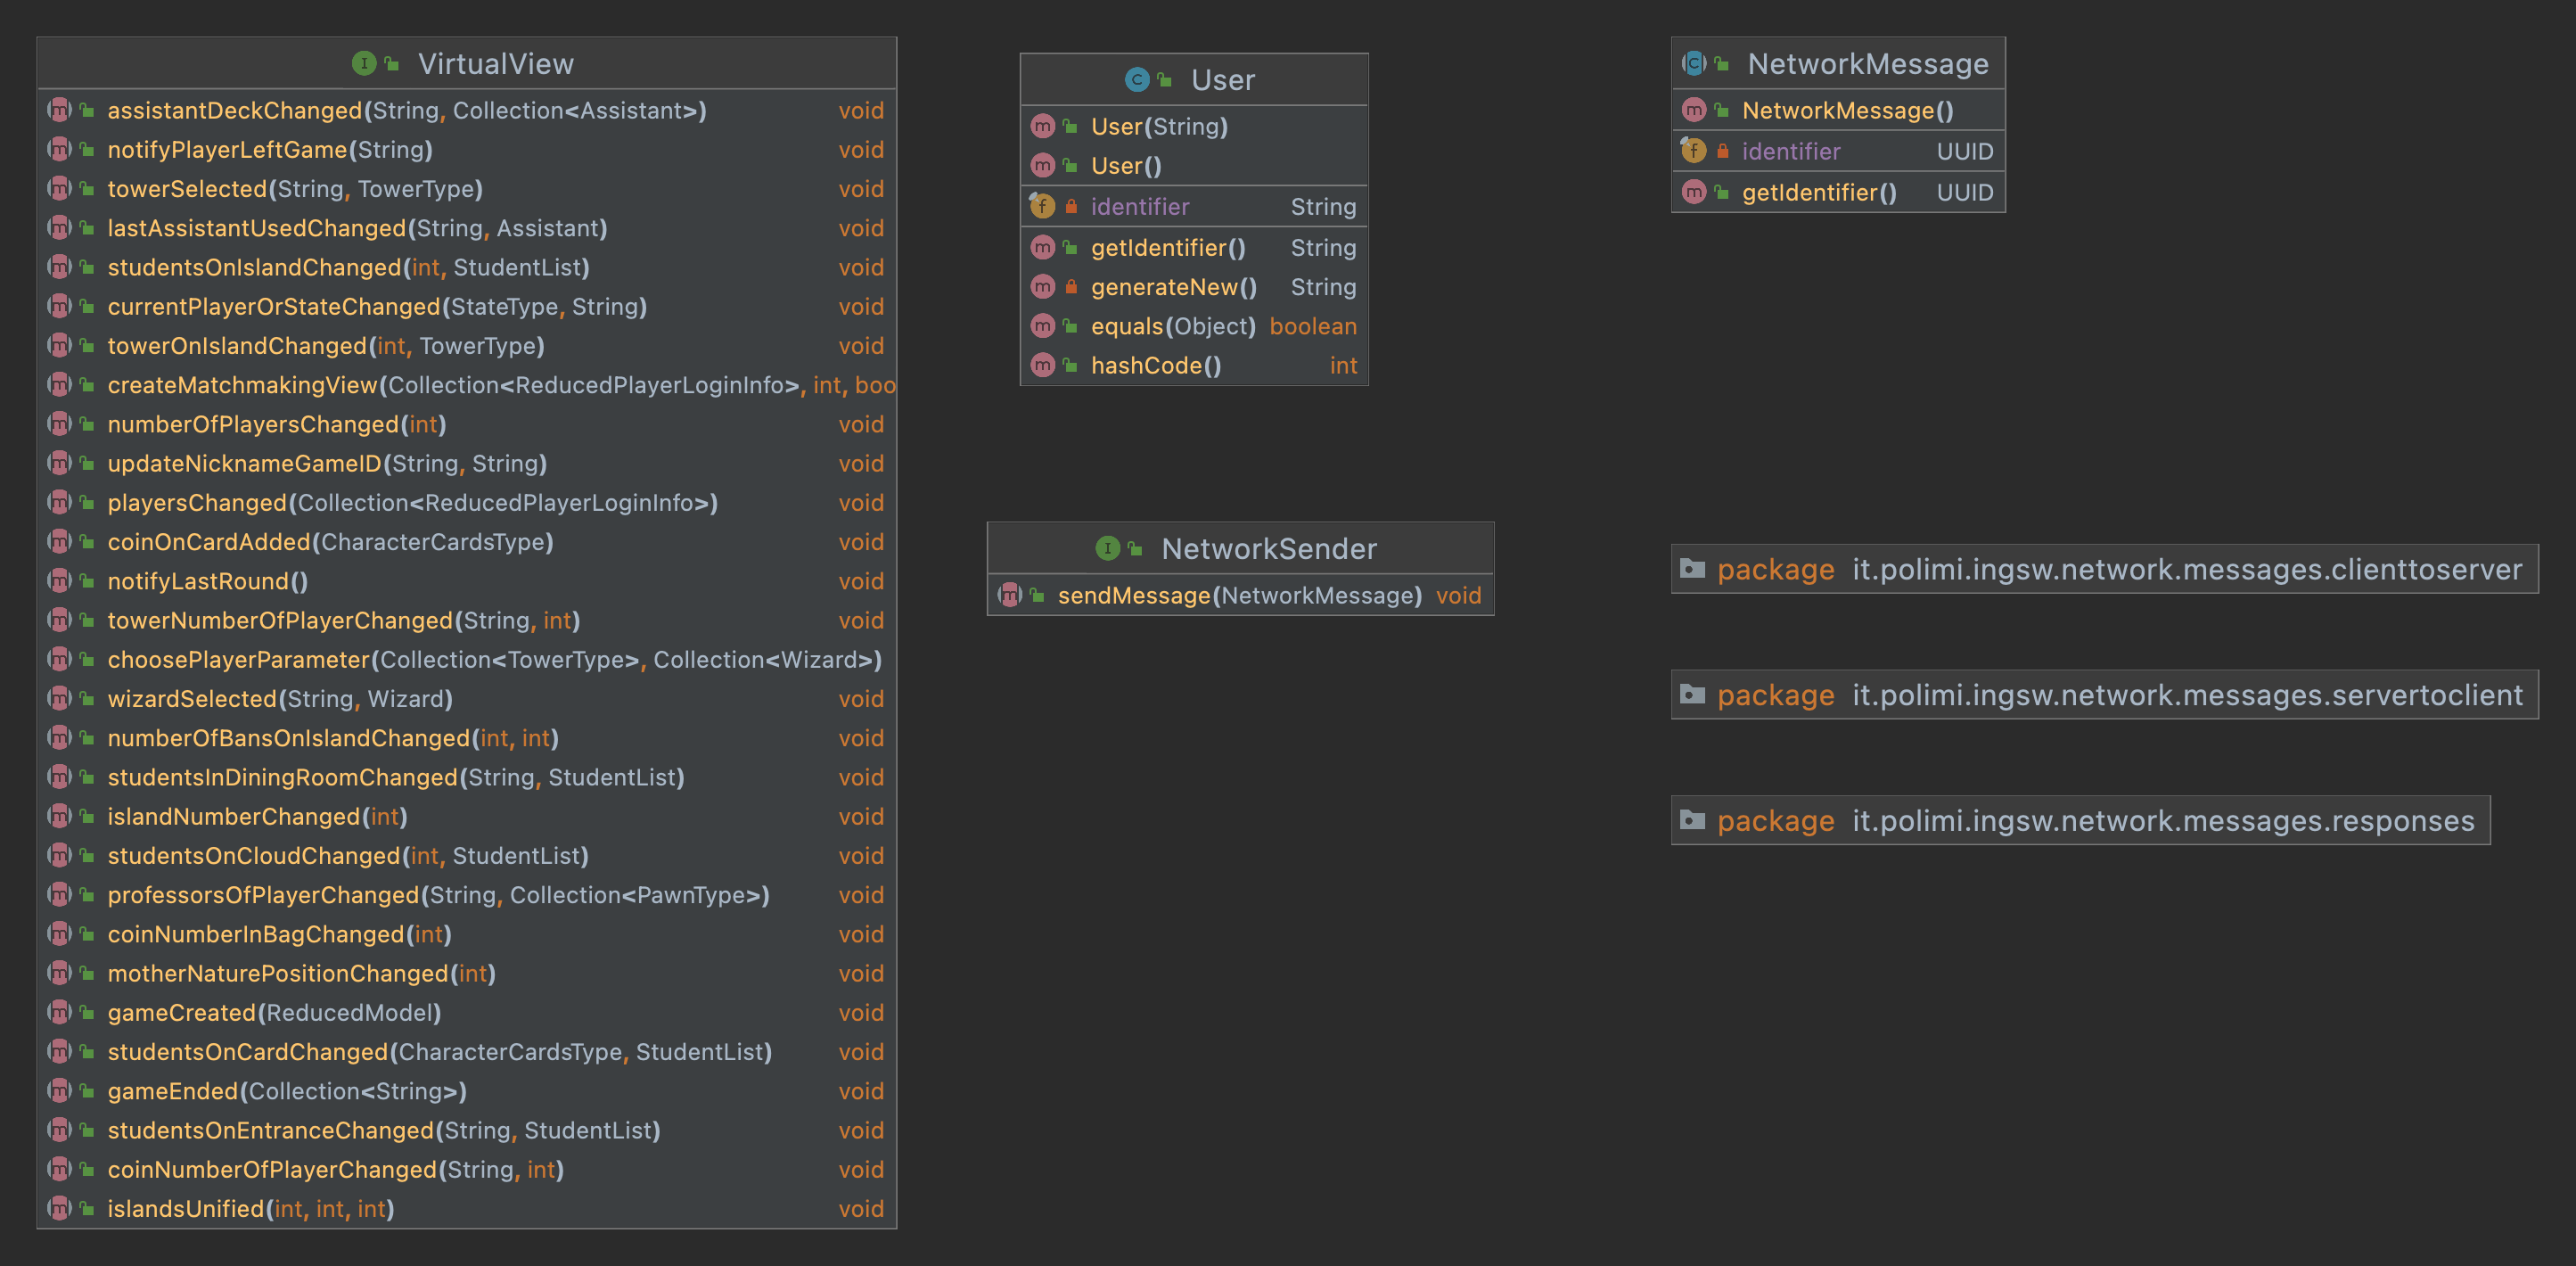 VirtualView
assistantDeckChanged(String, Collection<Assistant>) void
notifyPlayerLeftGame(String) void
towerSelected(String, TowerType) void
lastAssistantUsedChanged(String, Assistant) void
studentsOnIslandChanged(int, StudentList) void
currentPlayerOrStateChanged(StateType, String) void
towerOnIslandChanged(int, TowerType) void
createMatchmakingView(Collection<ReducedPlayerLoginInfo>, int, boo
numberOfPlayersChanged(int) void
updateNicknameGameID(String, String) void
playersChanged(Collection<ReducedPlayerLoginInfo>) void
coinOnCardAdded(CharacterCardsType) void
notifyLastRound() void
towerNumberOfPlayerChanged(String, int) void
choosePlayerParameter(Collection<TowerType>, Collection<Wizard>)
wizardSelected(String, Wizard) void
numberOfBansOnIslandChanged(int, int) void
studentsInDiningRoomChanged(String, StudentList) void
islandNumberChanged(int) void
studentsOnCloudChanged(int, StudentList) void
professorsOfPlayerChanged(String, Collection<PawnType>) void
coinNumberInBagChanged(int) void
motherNaturePositionChanged(int) void
gameCreated(ReducedModel) void
studentsOnCardChanged(CharacterCardsType, StudentList) void
gameEnded(Collection<String>) void
studentsOnEntranceChanged(String, StudentList) void
coinNumberOfPlayerChanged(String, int) void
islandsUnified(int, int, int) void
User
User(String)
User()
identifier String
getIdentifier() String
generateNew() String
equals(Object) boolean
hashCode() int
NetworkSender
sendMessage(NetworkMessage) void
NetworkMessage
NetworkMessage()
identifier UUID
getIdentifier() UUID
package it.polimi.ingsw.network.messages.clienttoserver
package it.polimi.ingsw.network.messages.servertoclient
package it.polimi.ingsw.network.messages.responses